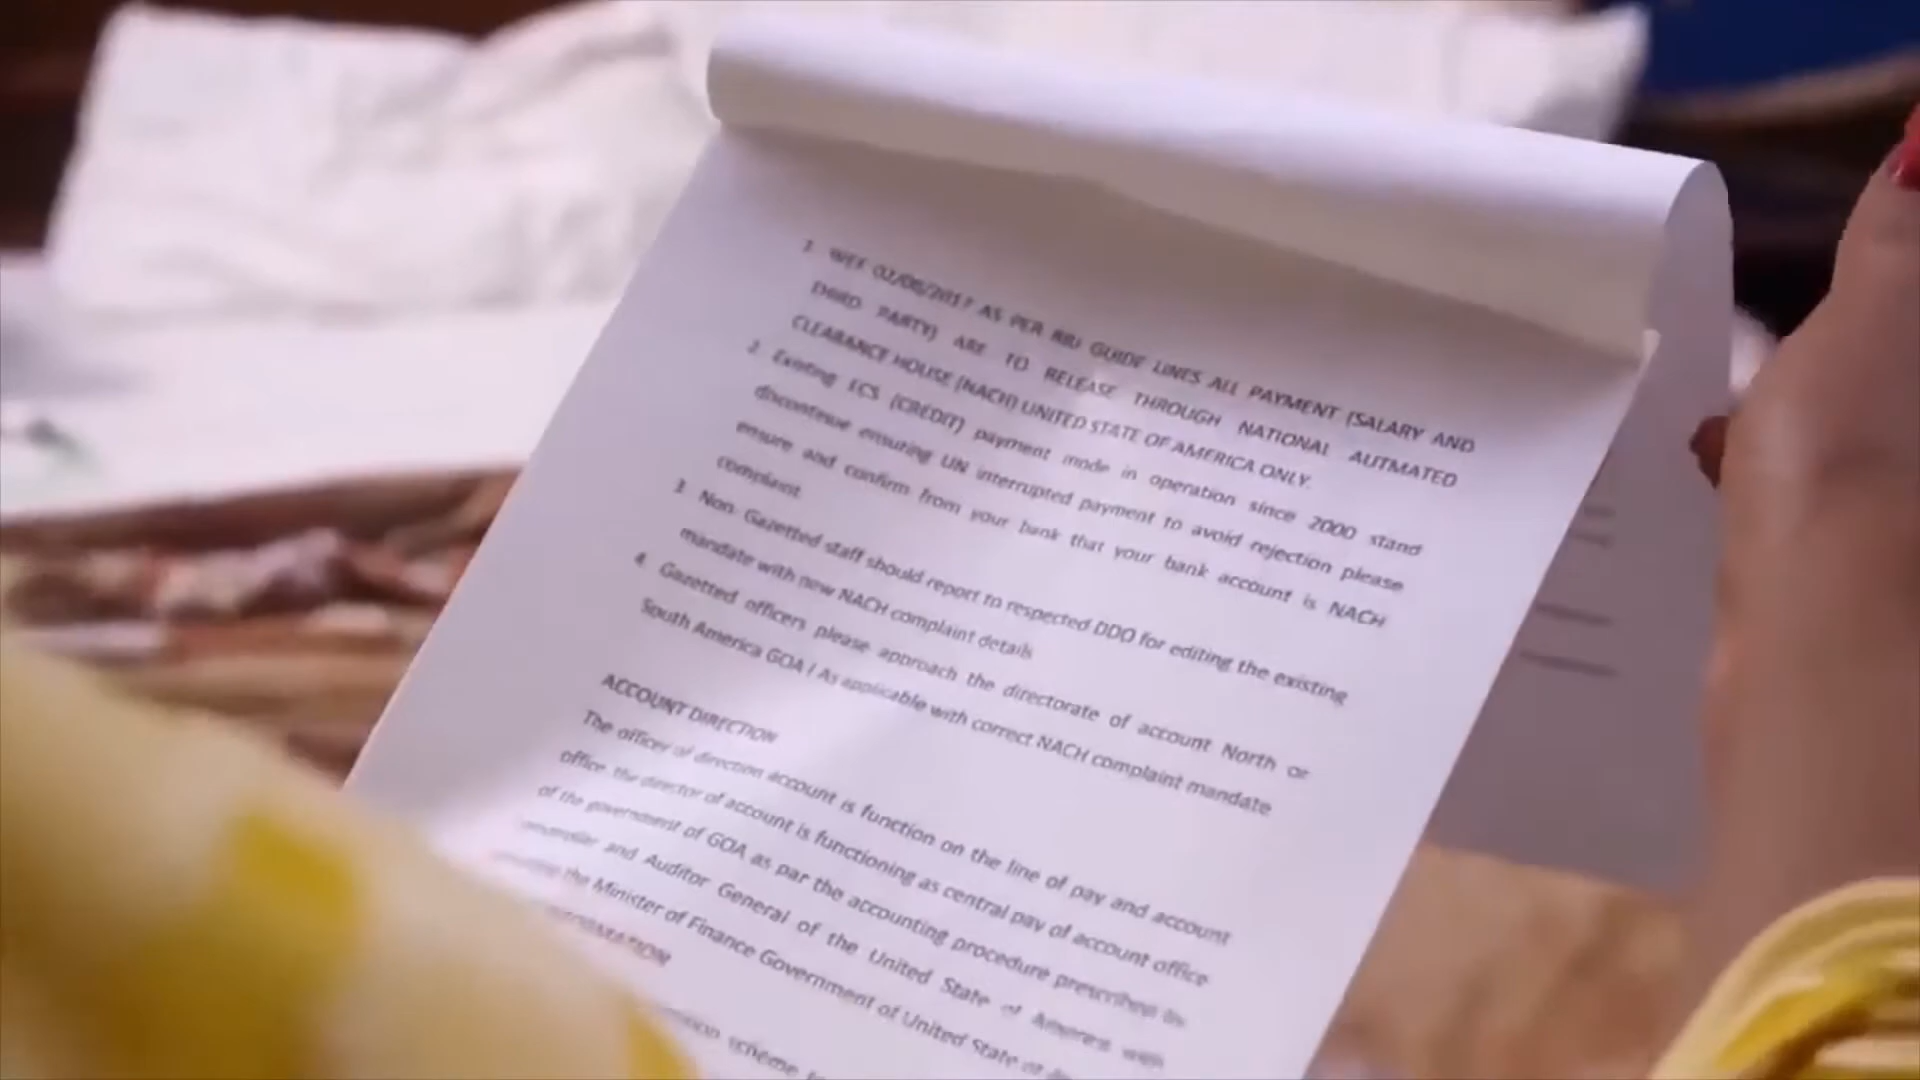 1 WEF 02/08/2017 AS PER RBI GUIDE LINES ALL PAYMENT (SALARY AND
THIRD PARTY) ARE TO RELEASE THROUGH NATIONAL AUTMATED
CLEARANCE HOUSE (NACH) UNITED STATE OF AMERICA ONLY.
2 Existing ECS (CREDIT) payment mode in operation since 2000 stand
discontinue ensuring UN interrupted payment to avoid rejection please
ensure and confirm from your bank that your bank account is NACH
complaint
3 Non- Gazetted staff should report to respected DDO for editing the existing
mandate with new NACH complaint details
4 Gazetted officers please approach the directorate of account North or
South America GOA / As applicable with correct NACH complaint mandate
ACCOUNT DIRECTION
The officer of direction account is function on the line of pay and account
office the director of account is functioning as central pay of account office
of the government of GOA as par the accounting procedure prescribed
and Auditor General of the United State of America with
the Minister of Finance Government of United State of
scheme